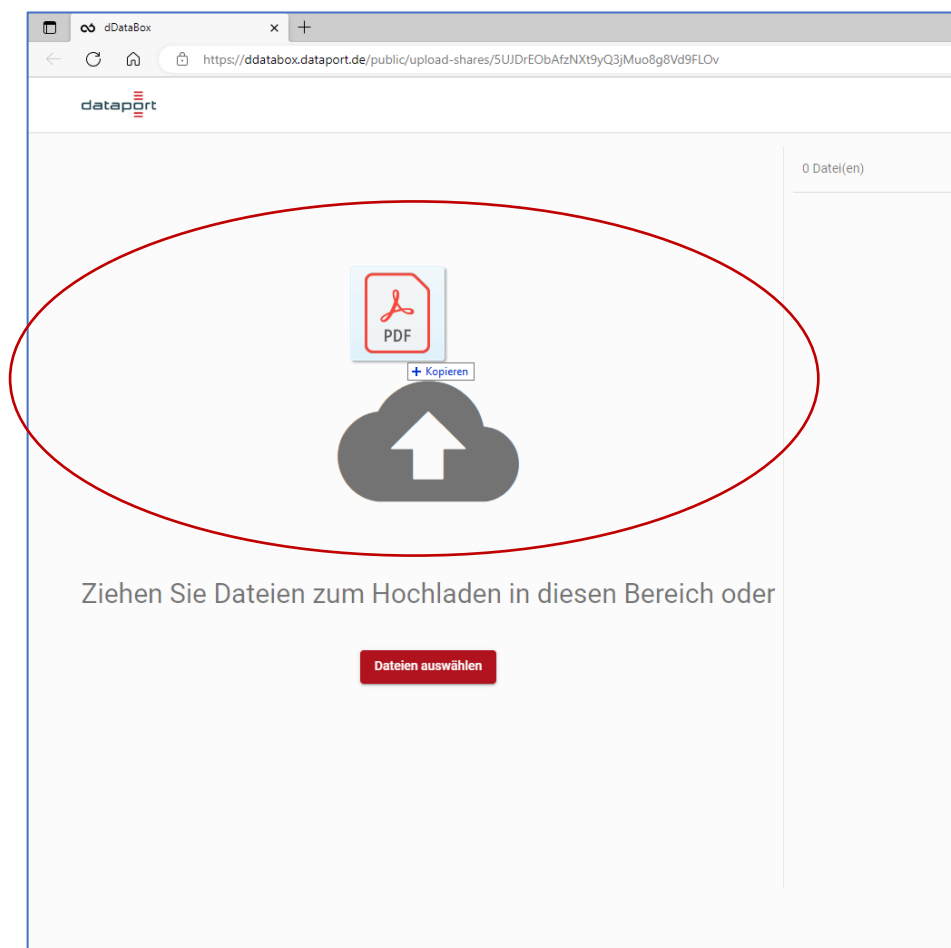 dDataBox
https://ddatabox.dataport.de/public/upload-shares/5UJDrEObAfzNXt9yQ3jMuo8g8Vd9FLOv
dataport
0 Datei(en)
PDF
+ Kopieren
Ziehen Sie Dateien zum Hochladen in diesen Bereich oder
Dateien auswählen